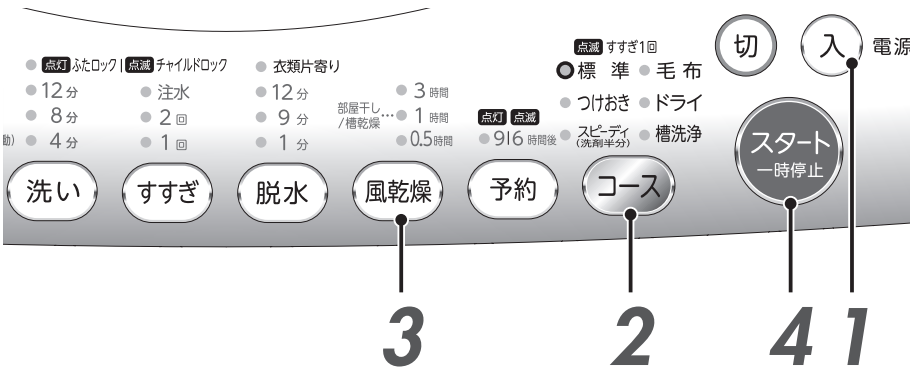 切 入 電源
点灯 ふたロック | 点滅 チャイルドロック
12分
8分
動) 4分
洗い
注水
2回
1回
すすぎ
衣類片寄り
12分
9分
1分
脱水
3時間
部屋干し/槽乾燥…1時間
0.5時間
風乾燥
点灯 点滅
9|6時間後
予約
点滅 すすぎ1回
標準 毛布
つけおき ドライ
スピーディ(洗剤半分) 槽洗浄
コース
スタート
一時停止
3 2 4 1